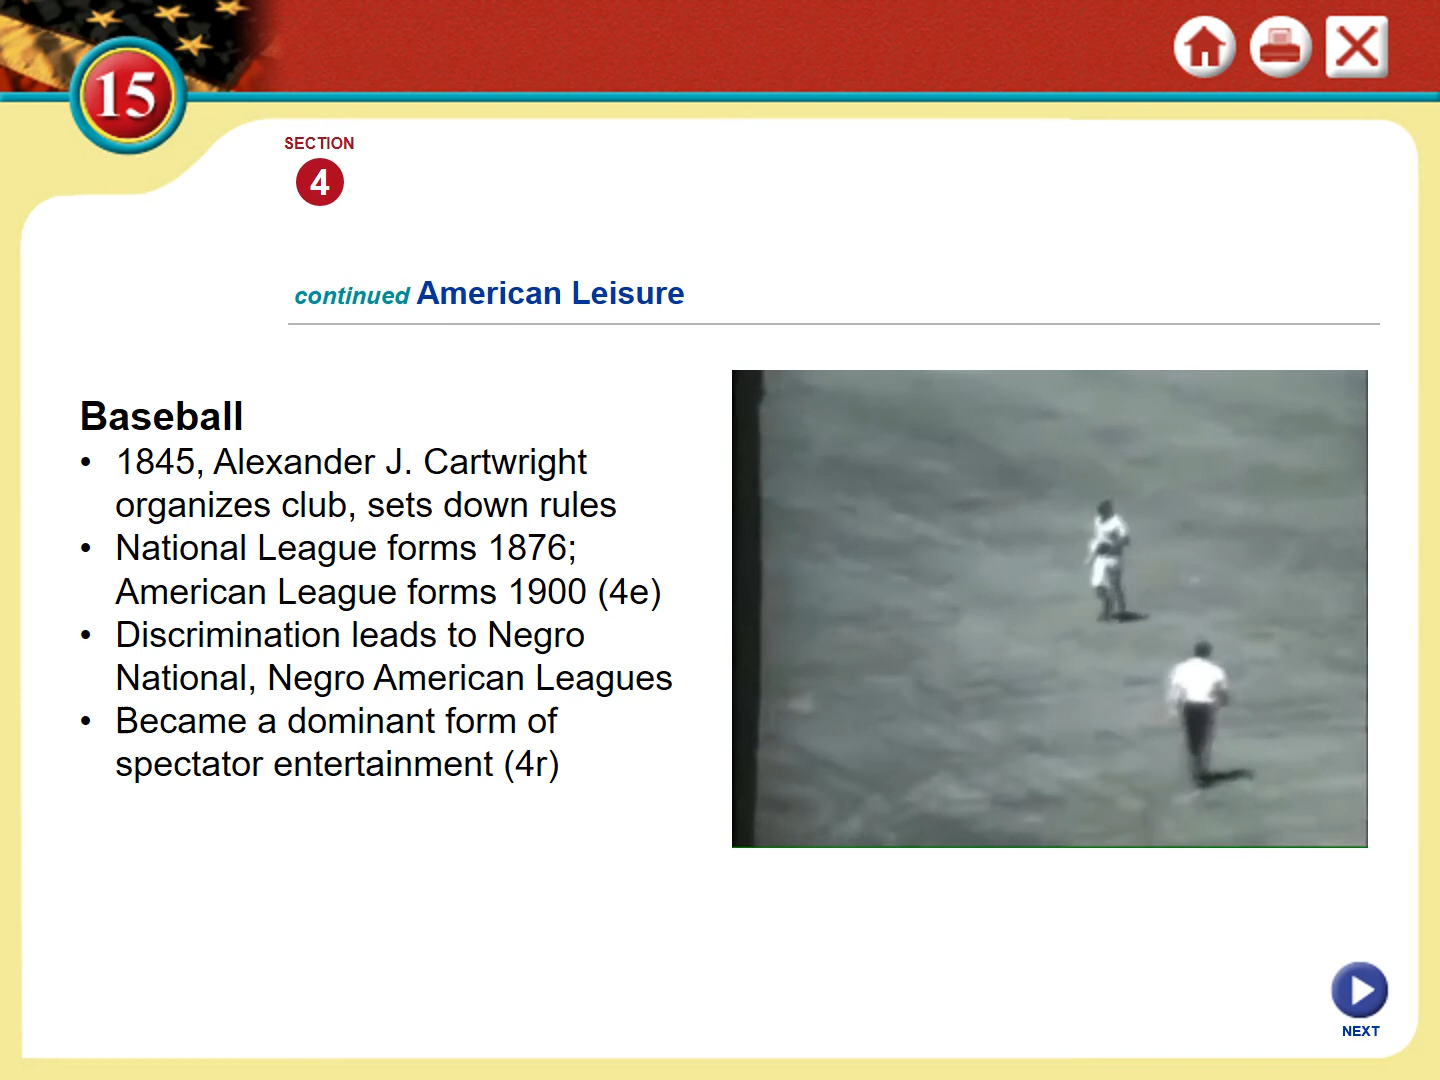 15
SECTION
4
continued American Leisure
Baseball
• 1845, Alexander J. Cartwright
organizes club, sets down rules
• National League forms 1876;
American League forms 1900 (4e)
• Discrimination leads to Negro
National, Negro American Leagues
• Became a dominant form of
spectator entertainment (4r)
NEXT